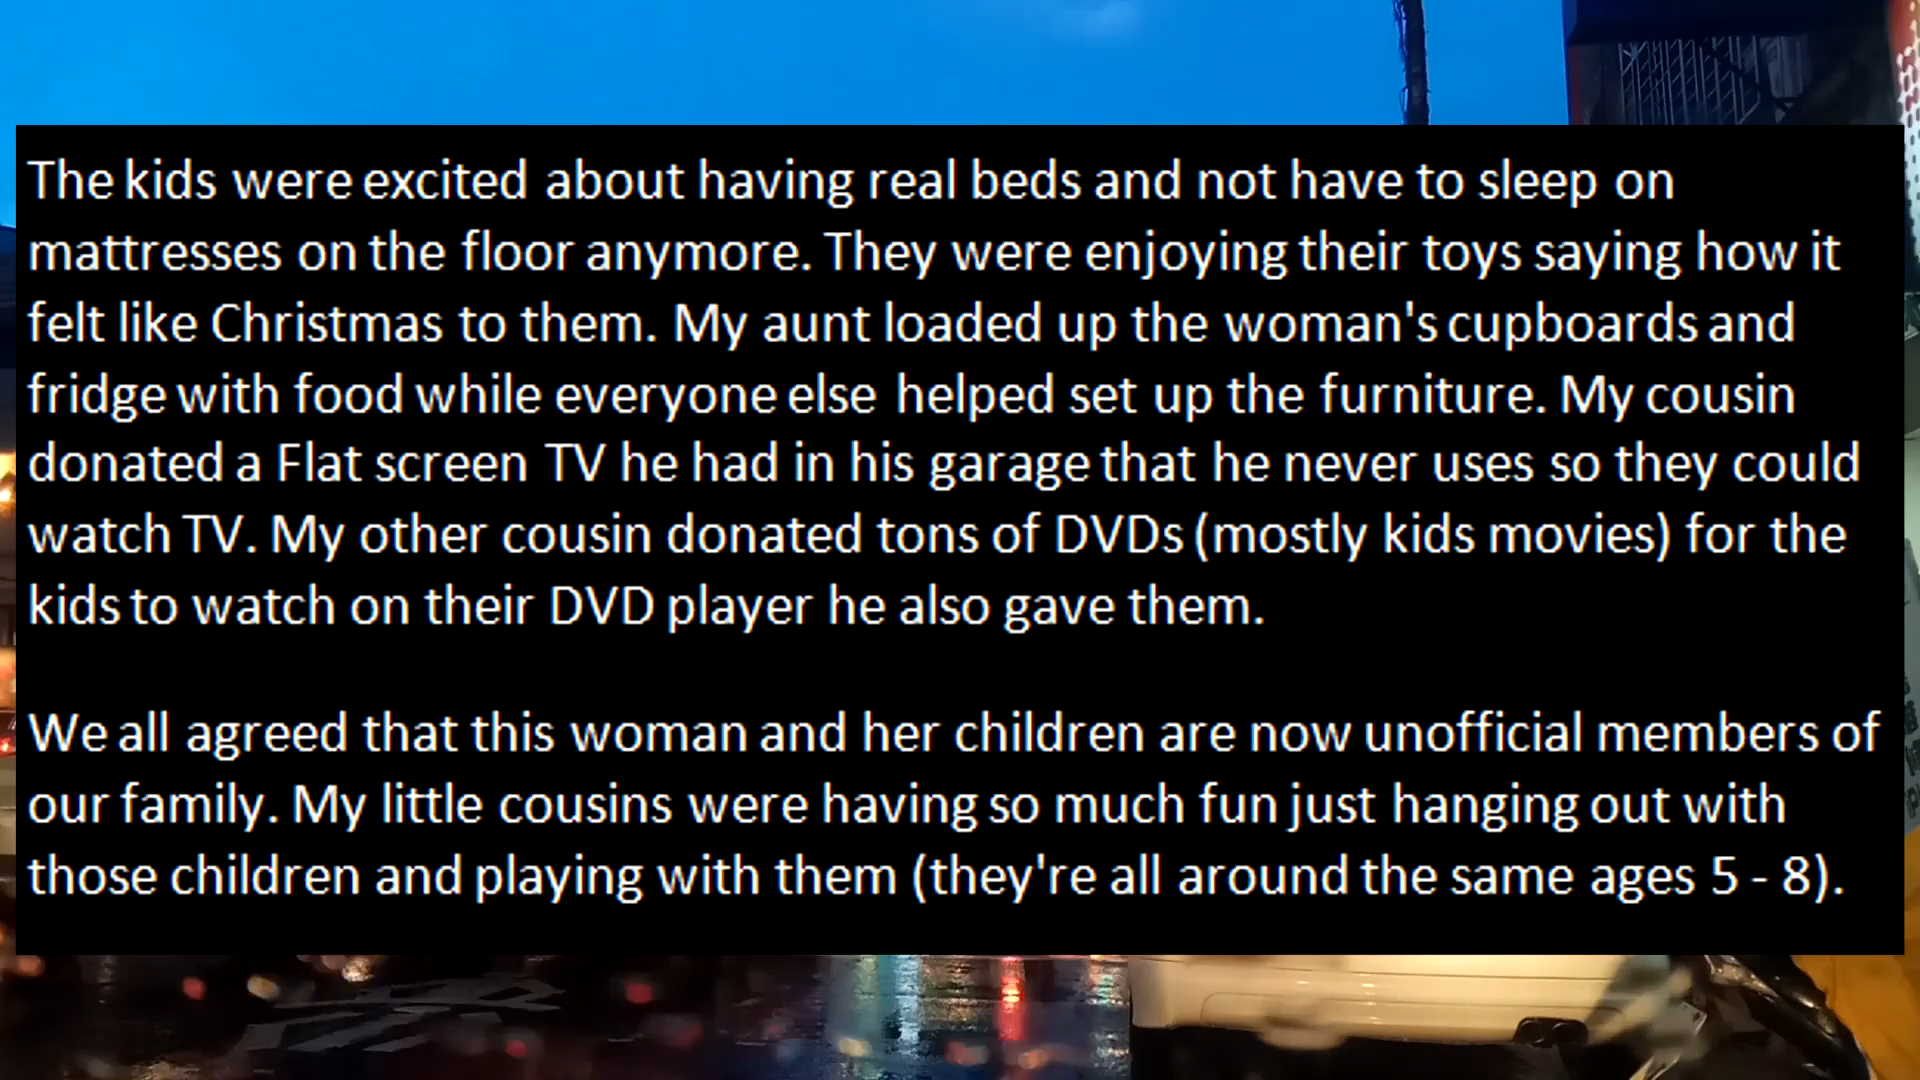 The kids were excited about having real beds and not have to sleep on
mattresses on the floor anymore. They were enjoying their toys saying how it
felt like Christmas to them. My aunt loaded up the woman's cupboards and
fridge with food while everyone else helped set up the furniture. My cousin
donated a Flat screen TV he had in his garage that he never uses so they could
watch TV. My other cousin donated tons of DVDs (mostly kids movies) for the
kids to watch on their DVD player he also gave them.
We all agreed that this woman and her children are now unofficial members of
our family. My little cousins were having so much fun just hanging out with
those children and playing with them (they're all around the same ages 5 - 8).